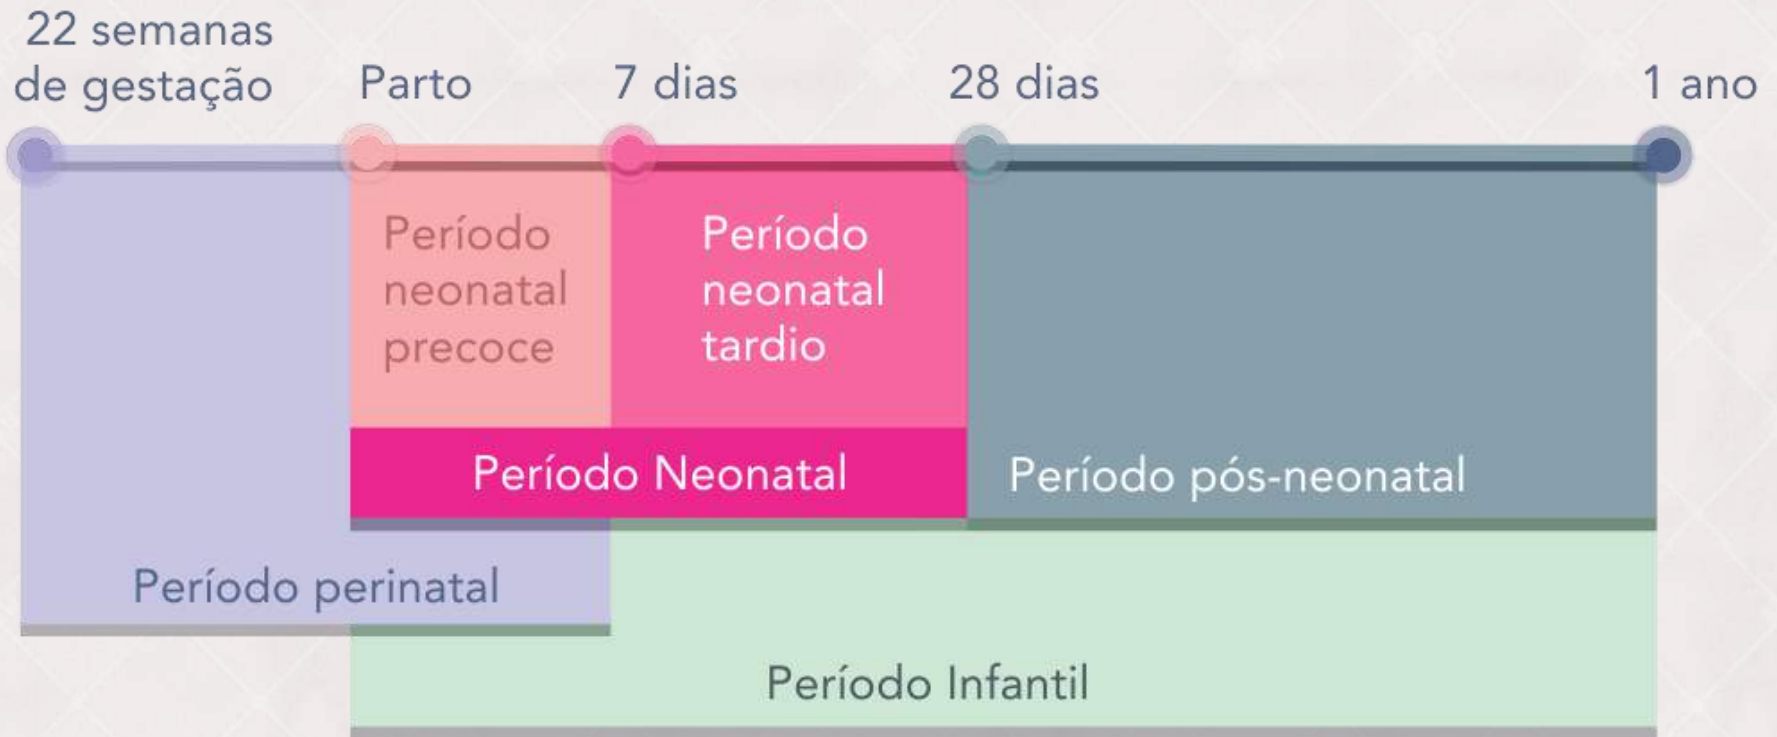 22 semanas
de gestação
Parto
7 dias
28 dias
1 ano
Período
neonatal
precoce
Período
neonatal
tardio
Período Neonatal
Período pós-neonatal
Período perinatal
Período Infantil